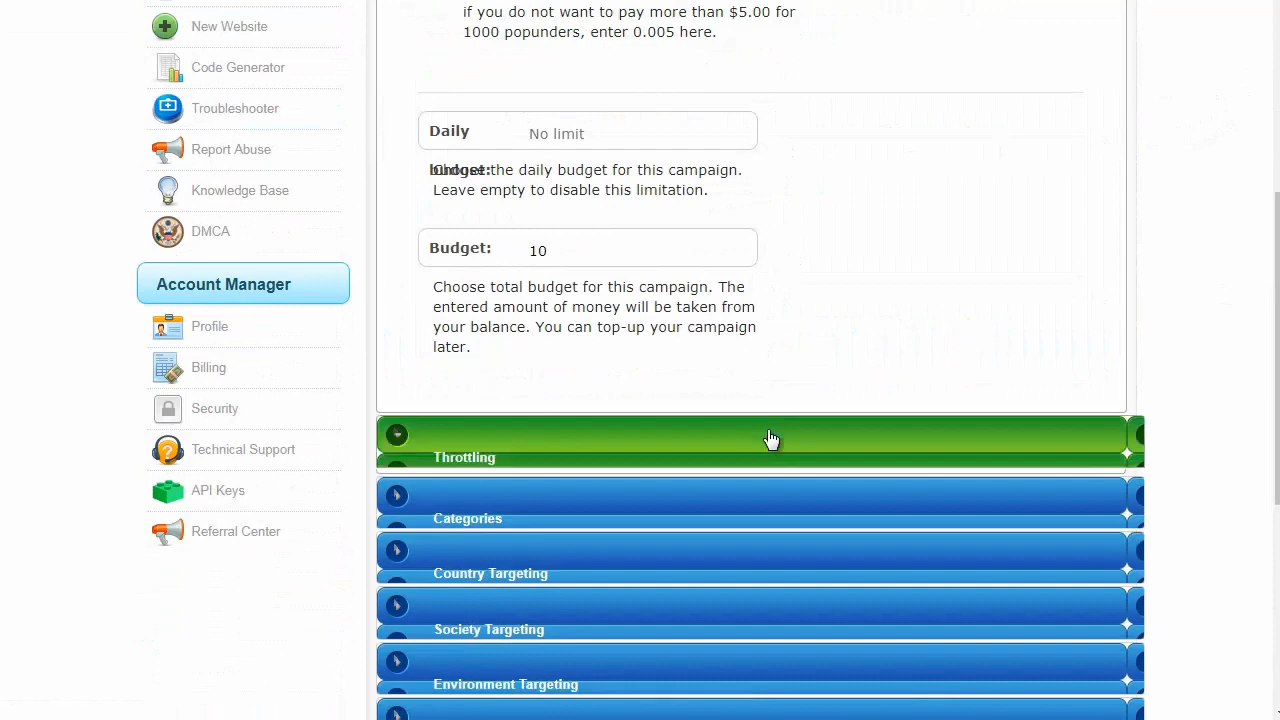 New Website
Code Generator
Troubleshooter
Report Abuse
Knowledge Base
DMCA
Account Manager
Profile
Billing
Security
Technical Support
API Keys
Referral Center
if you do not want to pay more than $5.00 for
1000 popunders, enter 0.005 here.
Daily No limit
budget:
Choose the daily budget for this campaign.
Leave empty to disable this limitation.
Budget: 10
Choose total budget for this campaign. The
entered amount of money will be taken from
your balance. You can top-up your campaign
later.
Throttling
Categories
Country Targeting
Society Targeting
Environment Targeting